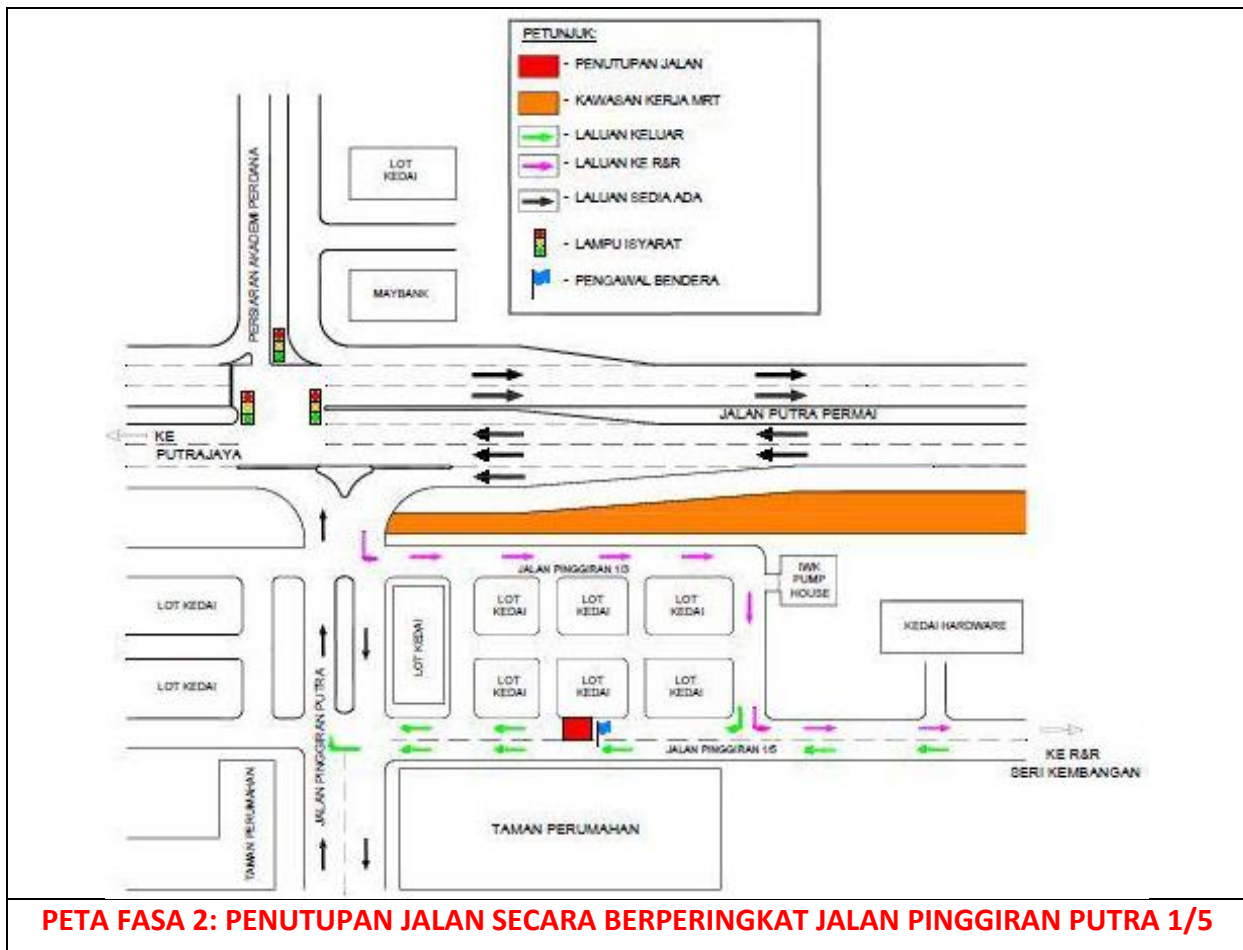 PETUNJUK:
- PENUTUPAN JALAN
- KAWASAN KERJA MRT
- LALUAN KELUAR
- LALUAN KE R&R
- LALUAN SEDIA ADA
- LAMPU ISYARAT
- PENGAWAL BENDERA
PERSIARAN AKADEMI PERDANA
LOT
KEDAI
MAYBANK
JALAN PUTRA PERMAI
KE
PUTRAJAYA
JALAN PINGGIRAN 1/3
IWK
PUMP
HOUSE
LOT KEDAI
LOT KEDAI
LOT
KEDAI
LOT
KEDAI
LOT
KEDAI
KEDAI HARDWARE
LOT KEDAI
LOT
KEDAI
LOT
KEDAI
LOT
KEDAI
JALAN PINGGIRAN PUTRA
JALAN PINGGIRAN 1/5
KE R&R
SERI KEMBANGAN
TAMAN PERUMAHAN
TAMAN PERUMAHAN
PETA FASA 2: PENUTUPAN JALAN SECARA BERPERINGKAT JALAN PINGGIRAN PUTRA 1/5